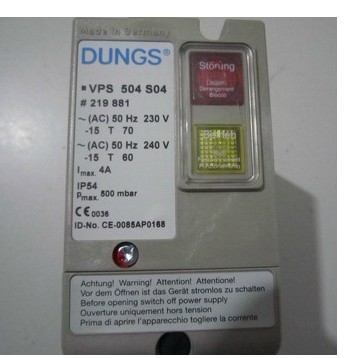 Made in Germany
DUNGS®
▪VPS 504 S04
# 219 881
~(AC) 50 Hz 230 V
-15 T 70
~(AC) 50 Hz 240 V
-15 T 60
Imax. 4A
IP54
pmax. 500 mbar
CE 0036
ID-No. CE-0085AP0168
Störung
Dérangement
Blocco
Achtung! Warning! Attention! Attentione!
Vor dem Öffnen ist das Gerät stromlos zu schalten
Before opening switch off power supply
Ouverture uniquement hors tension
Prima di aprire l'apparecchio togliere la corrente